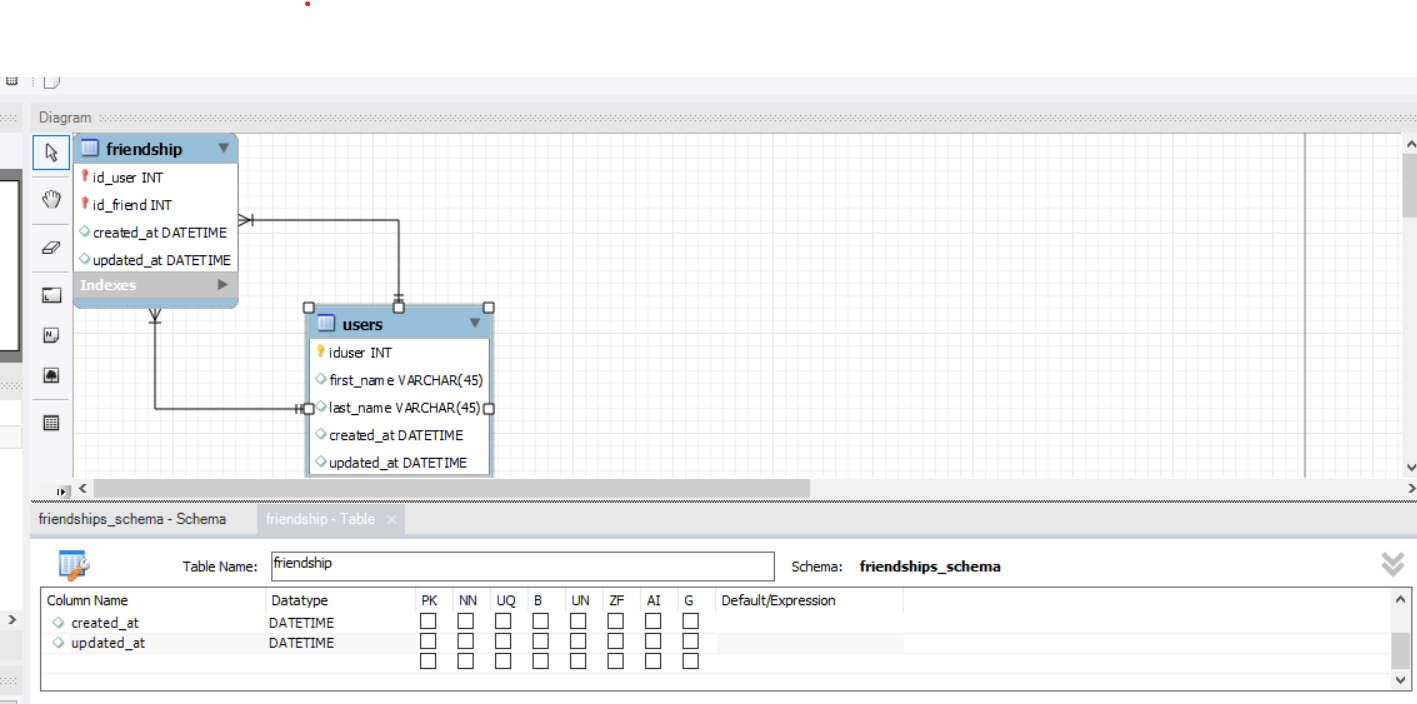 Diagram
friendship
id_user INT
id_friend INT
created_at DATETIME
updated_at DATETIME
Indexes
users
iduser INT
first_name VARCHAR(45)
last_name VARCHAR(45)
created_at DATETIME
updated_at DATETIME
friendships_schema - Schema
friendship - Table
Table Name: friendship Schema: friendships_schema
Column Name Datatype PK NN UQ B UN ZF AI G Default/Expression
created_at DATETIME
updated_at DATETIME